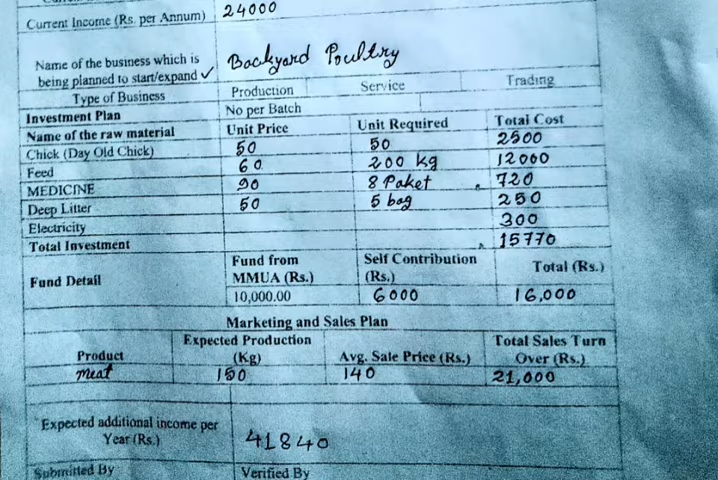 Current Income (Rs. per Annum) 24000
Name of the business which is being planned to start/expand ✓ Backyard Poultry
Type of Business Production Service Trading
Investment Plan No per Batch
Name of the raw material Unit Price Unit Required Total Cost
Chick (Day Old Chick) 50 50 2500
Feed 60 200 kg 12000
MEDICINE 90 8 Paket 720
Deep Litter 50 5 bag 250
Electricity 300
Total Investment 15770
Fund Detail Fund from MMUA (Rs.) Self Contribution (Rs.) Total (Rs.)
10,000.00 6000 16,000
Marketing and Sales Plan
Product Expected Production (Kg) Avg. Sale Price (Rs.) Total Sales Turn Over (Rs.)
meat 150 140 21,000
Expected additional income per Year (Rs.) 41840
Submitted By Verified By